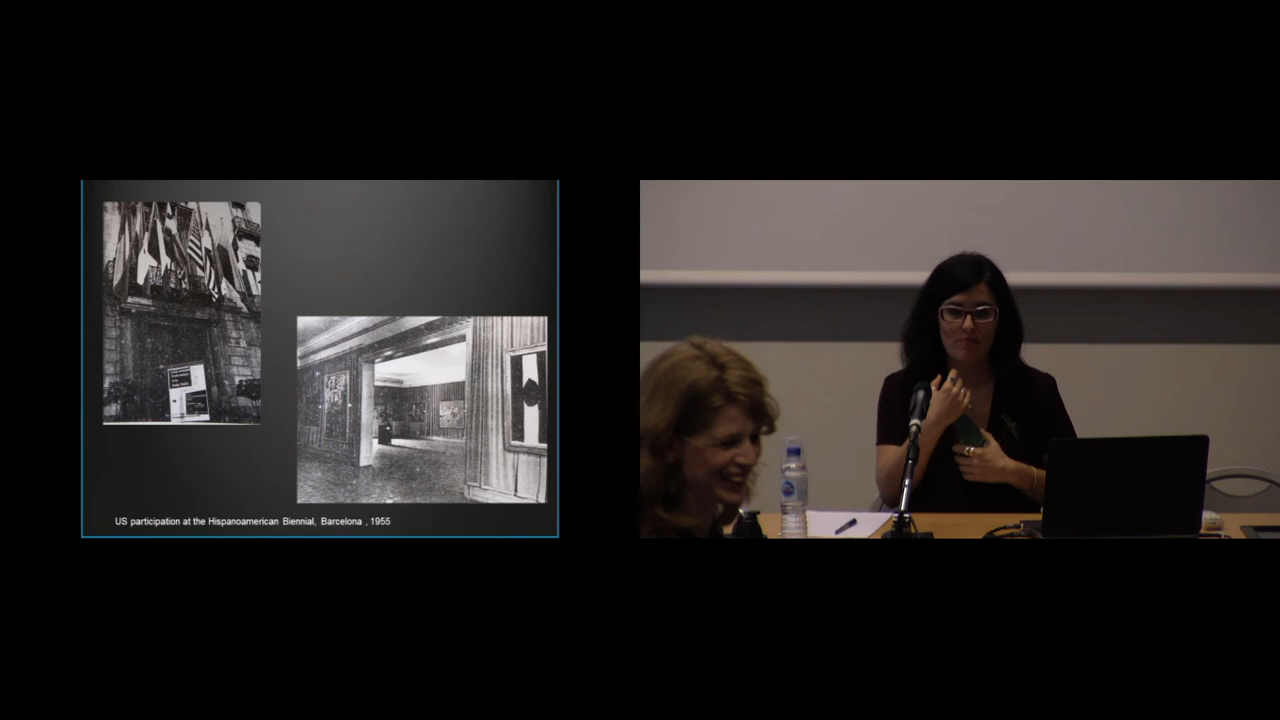 US participation at the Hispanoamerican Biennial, Barcelona , 1955